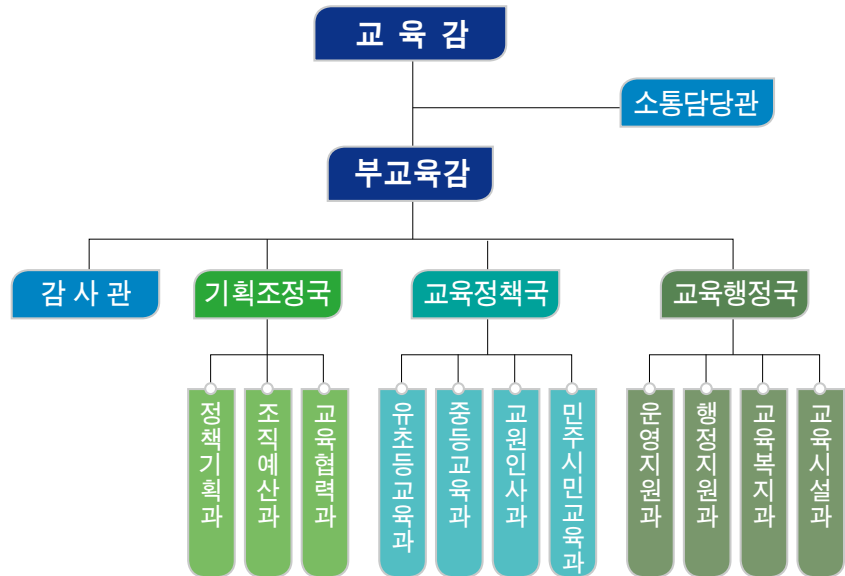 교 육 감
소통담당관
부교육감
감 사 관
기획조정국
교육정책국
교육행정국
정책기획과
조직예산과
교육협력과
유초등교육과
중등교육과
교원인사과
민주시민교육과
운영지원과
행정지원과
교육복지과
교육시설과